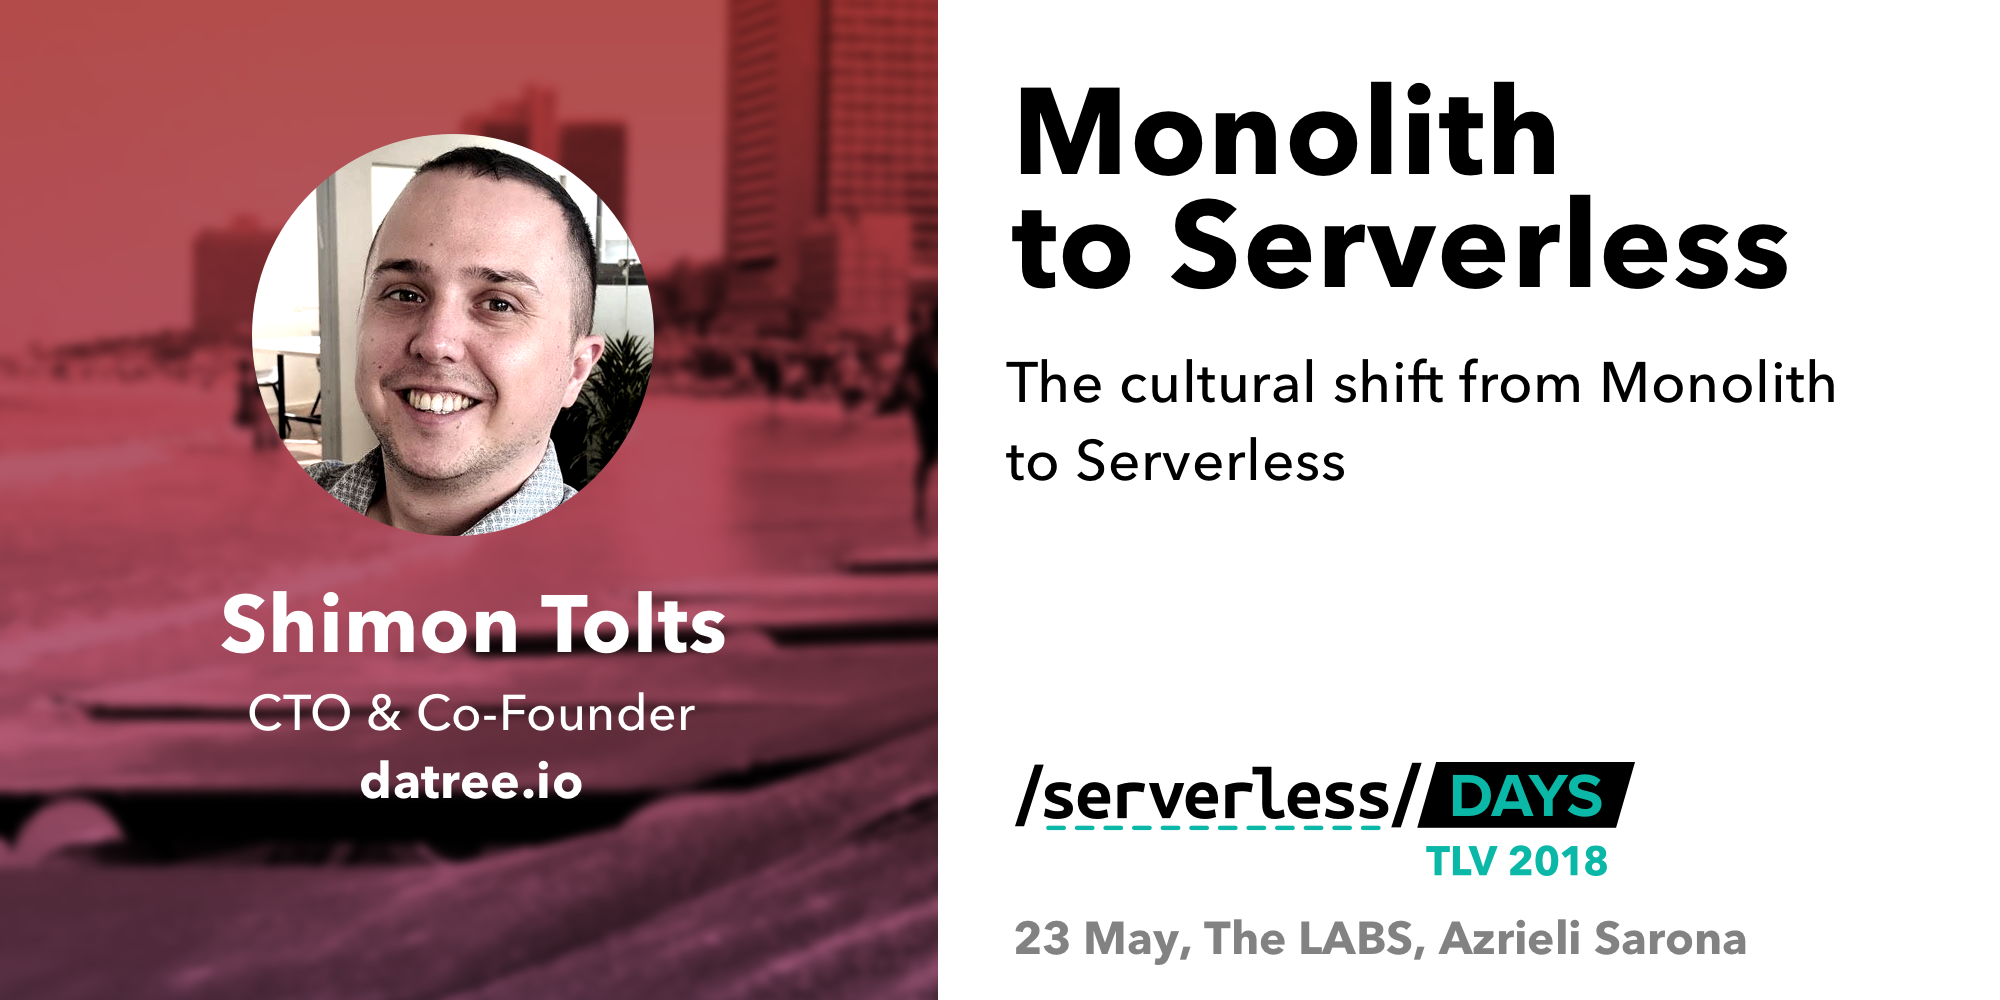 Shimon Tolts
CTO & Co-Founder
datree.io
Monolith
to Serverless
The cultural shift from Monolith
to Serverless
/serverless/ DAYS
TLV 2018
23 May, The LABS, Azrieli Sarona